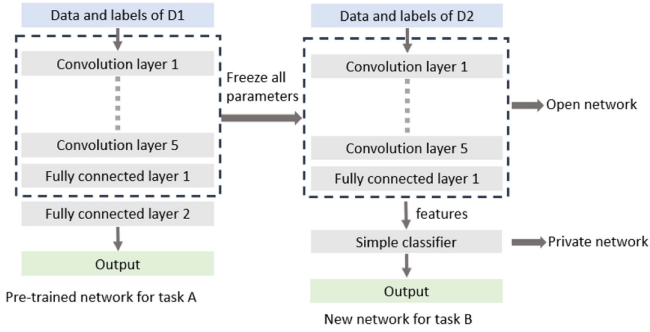 Data and labels of D1
Convolution layer 1
Convolution layer 5
Fully connected layer 1
Fully connected layer 2
Output
Pre-trained network for task A
Freeze all
parameters
Data and labels of D2
Convolution layer 1
Convolution layer 5
Fully connected layer 1
features
Simple classifier
Output
New network for task B
Open network
Private network